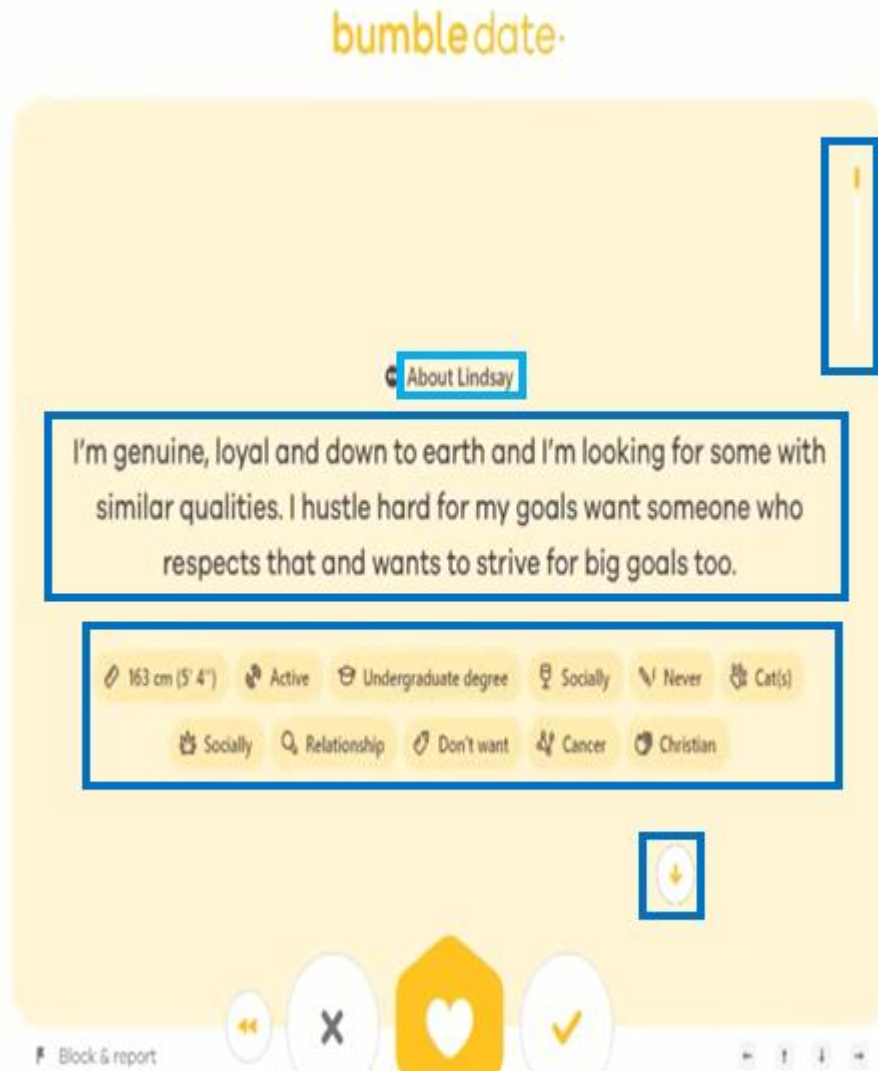 bumble date
About Lindsay
I'm genuine, loyal and down to earth and I'm looking for some with
similar qualities. I hustle hard for my goals want someone who
respects that and wants to strive for big goals too.
163 cm (5' 4") Active Undergraduate degree Socially Never Cat(s)
Socially Relationship Don't want Cancer Christian
Block & report